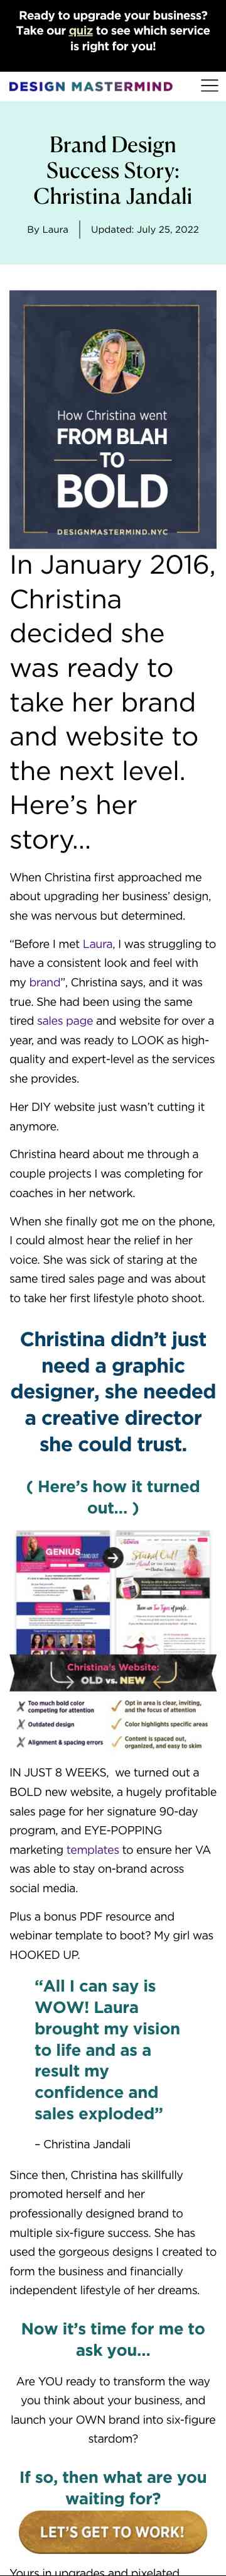 Ready to upgrade your business?
Take our quiz to see which service
is right for you!
DESIGN MASTERMIND
Brand Design
Success Story:
Christina Jandali
By Laura
Updated: July 25, 2022
How Christina went
FROM BLAH
TO
BOLD
DESIGNMASTERMIND.NYC
In January 2016,
Christina
decided she
was ready to
take her brand
and website to
the next level.
Here’s her
story…
When Christina first approached me
about upgrading her business’ design,
she was nervous but determined.
“Before I met Laura, I was struggling to
have a consistent look and feel with
my brand”, Christina says, and it was
true. She had been using the same
tired sales page and website for over a
year, and was ready to LOOK as high-
quality and expert-level as the services
she provides.
Her DIY website just wasn’t cutting it
anymore.
Christina heard about me through a
couple projects I was completing for
coaches in her network.
When she finally got me on the phone,
I could almost hear the relief in her
voice. She was sick of staring at the
same tired sales page and was about
to take her first lifestyle photo shoot.
Christina didn’t just
need a graphic
designer, she needed
a creative director
she could trust.
( Here’s how it turned
out… )
GENIUS
Stand Out!
Christina's Website:
OLD vs. NEW
Too much bold color
competing for attention
Opt in area is clear, inviting,
and the focus of attention
Outdated design
Color highlights specific areas
Alignment & spacing errors
Content is spaced out,
organized, and easy to skim
IN JUST 8 WEEKS,  we turned out a
BOLD new website, a hugely profitable
sales page for her signature 90-day
program, and EYE-POPPING
marketing templates to ensure her VA
was able to stay on-brand across
social media.
Plus a bonus PDF resource and
webinar template to boot? My girl was
HOOKED UP.
“All I can say is
WOW! Laura
brought my vision
to life and as a
result my
confidence and
sales exploded”
– Christina Jandali
Since then, Christina has skillfully
promoted herself and her
professionally designed brand to
multiple six-figure success. She has
used the gorgeous designs I created to
form the business and financially
independent lifestyle of her dreams.
Now it’s time for me to
ask you…
Are YOU ready to transform the way
you think about your business, and
launch your OWN brand into six-figure
stardom?
If so, then what are you
waiting for?
LET’S GET TO WORK!
Yours in upgrades and pixelated